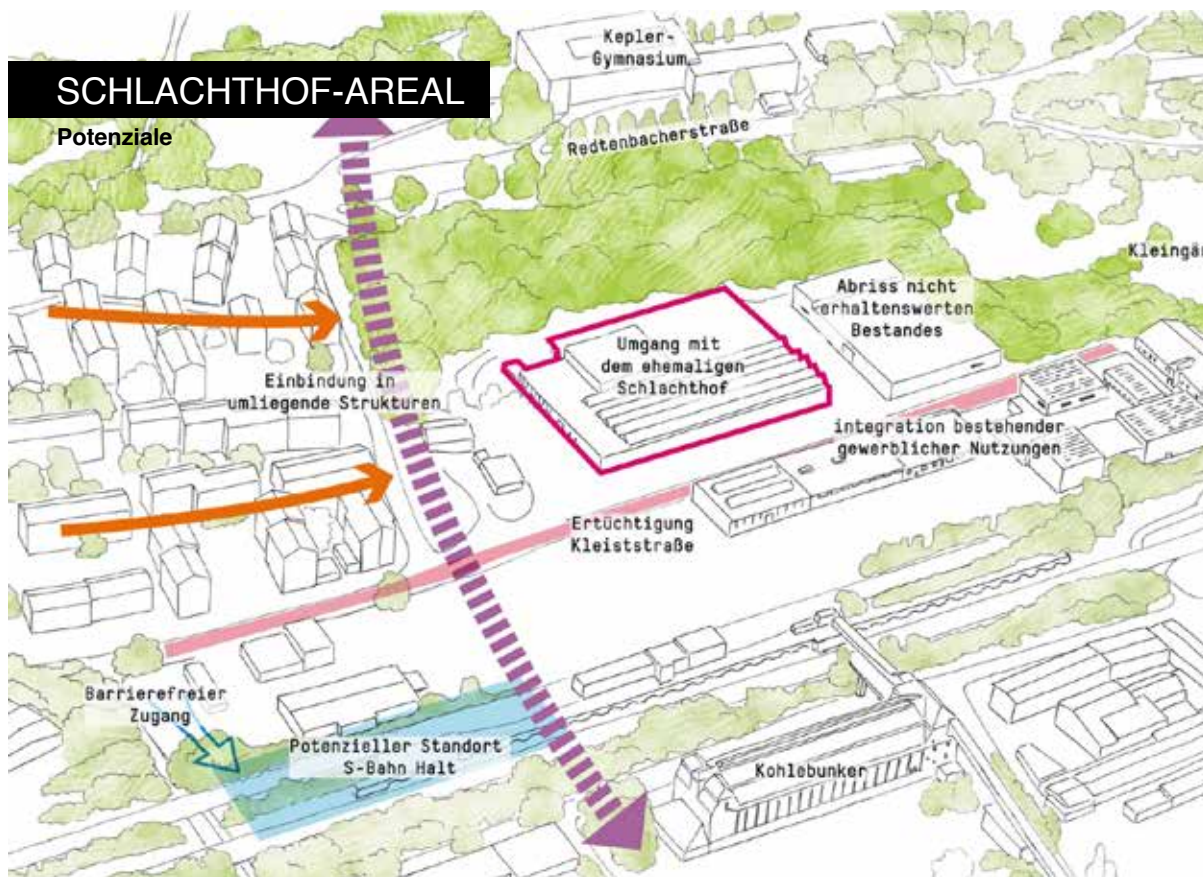 Kepler-
Gymnasium
SCHLACHTHOF-AREAL
Potenziale
Redtenbacherstraße
Kleingär
Abriss nicht
erhaltenswerten
Bestandes
Umgang mit
dem ehemaligen
Schlachthof
Einbindung in
umliegende Strukturen
integration bestehender
gewerblicher Nutzungen
Ertüchtigung
Kleiststraße
Barrierefreier
Zugang
Potenzieller Standort
S-Bahn Halt
Kohlebunker